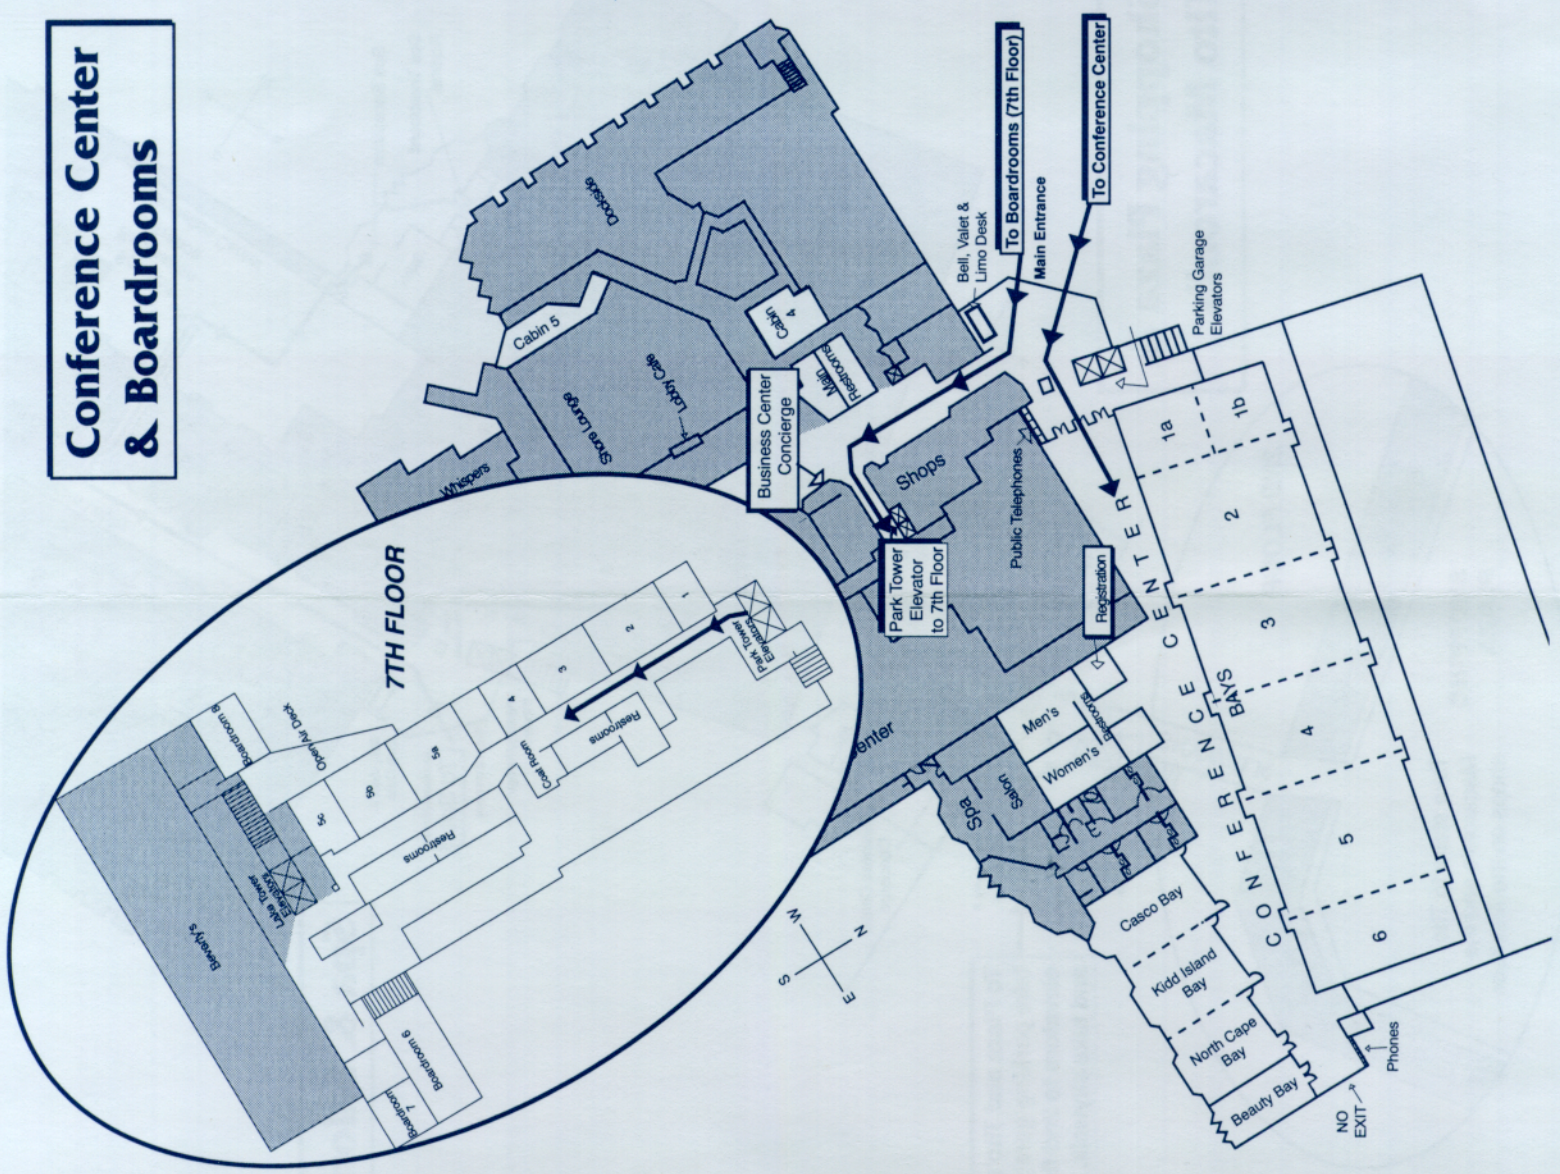 Conference Center
& Boardrooms
To Boardrooms (7th Floor)
To Conference Center
Main Entrance
Bell, Valet &
Limo Desk
Parking Garage
Elevators
Dockside
Cabin 5
Cabin
4
Main
Restrooms
Lobby Cafe
Shore Lounge
Whispers
Business Center
Concierge
Shops
Public Telephones
Park Tower
Elevator
to 7th Floor
Registration
7TH FLOOR
1
2
3
4
5a
5b
5c
Park Tower
Elevators
Restrooms
Coat Room
Open Air Deck
Boardroom 8
Restrooms
Lake Tower
Elevators
Beverly's
Boardroom 6
Boardroom
7
enter
Men's
Women's
Restrooms
Salon
Spa
CONFERENCE CENTER
BAYS
1a
1b
2
3
4
5
6
Casco Bay
Kidd Island
Bay
North Cape
Bay
Beauty Bay
NO
EXIT
Phones
S
W
E
N